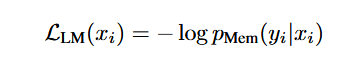 ℒ_LM(x_i) = − log p_Mem(y_i|x_i)